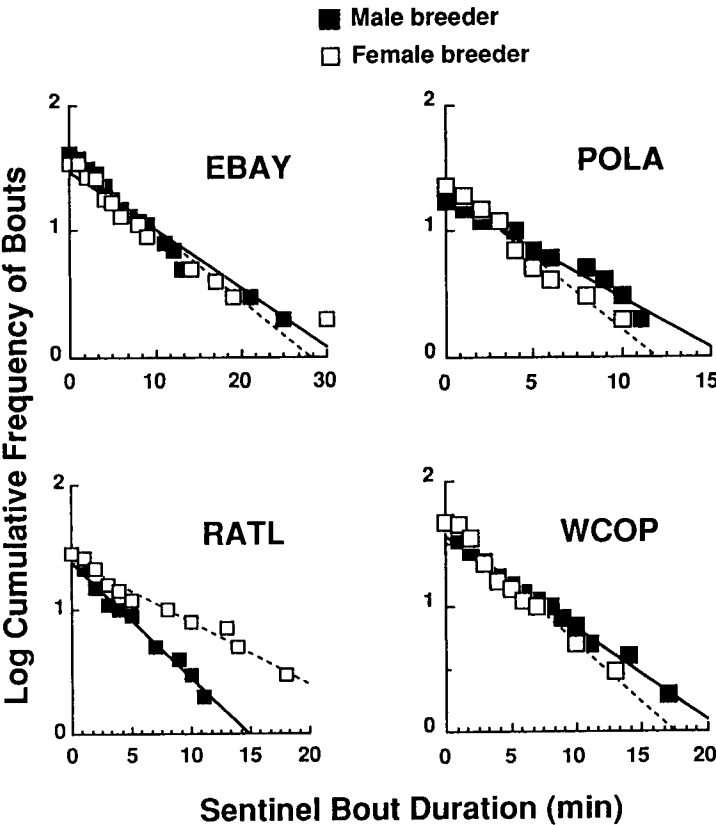 Male breeder
Female breeder
Log Cumulative Frequency of Bouts
EBAY
2
1
0
0 10 20 30
POLA
2
1
0
0 5 10 15
RATL
2
1
0
0 5 10 15 20
WCOP
2
1
0
0 5 10 15 20
Sentinel Bout Duration (min)